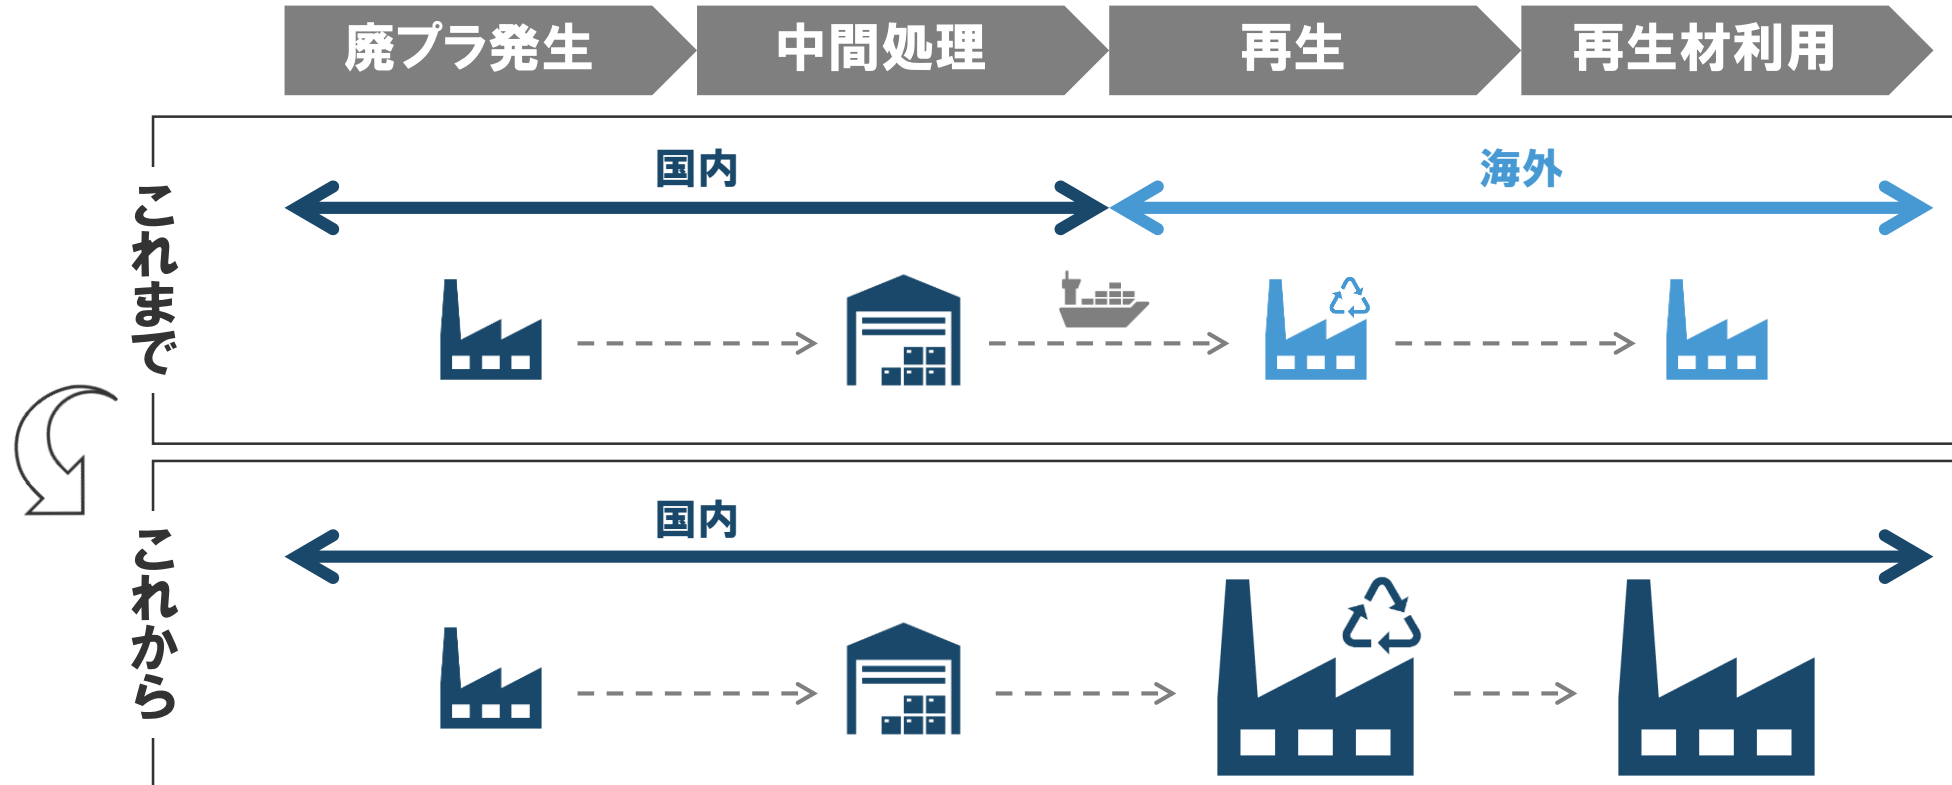 廃プラ発生
中間処理
再生
再生材利用
これまで
国内
海外
これから
国内